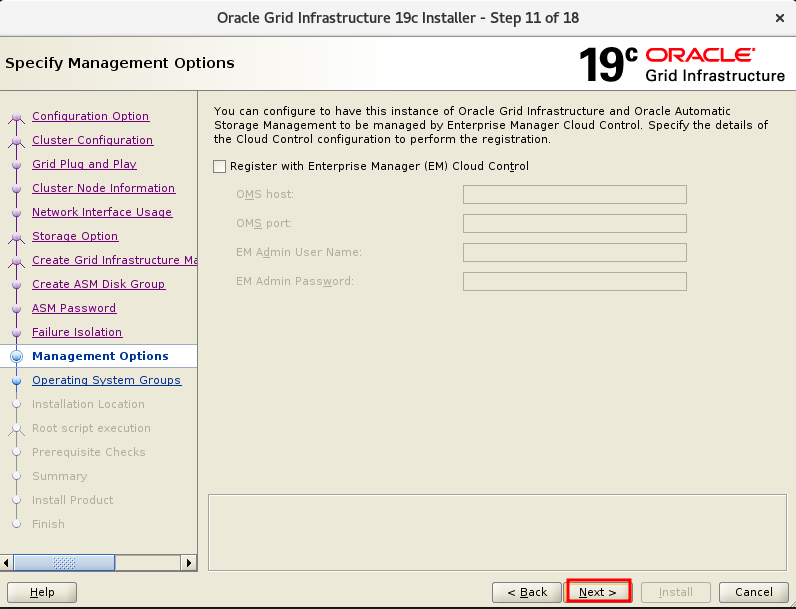 Oracle Grid Infrastructure 19c Installer - Step 11 of 18
Specify Management Options
19c ORACLE
Grid Infrastructure
Configuration Option
Cluster Configuration
Grid Plug and Play
Cluster Node Information
Network Interface Usage
Storage Option
Create Grid Infrastructure Ma
Create ASM Disk Group
ASM Password
Failure Isolation
Management Options
Operating System Groups
Installation Location
Root script execution
Prerequisite Checks
Summary
Install Product
Finish
You can configure to have this instance of Oracle Grid Infrastructure and Oracle Automatic
Storage Management to be managed by Enterprise Manager Cloud Control. Specify the details of
the Cloud Control configuration to perform the registration.
Register with Enterprise Manager (EM) Cloud Control
OMS host:
OMS port:
EM Admin User Name:
EM Admin Password:
Help
< Back
Next >
Install
Cancel